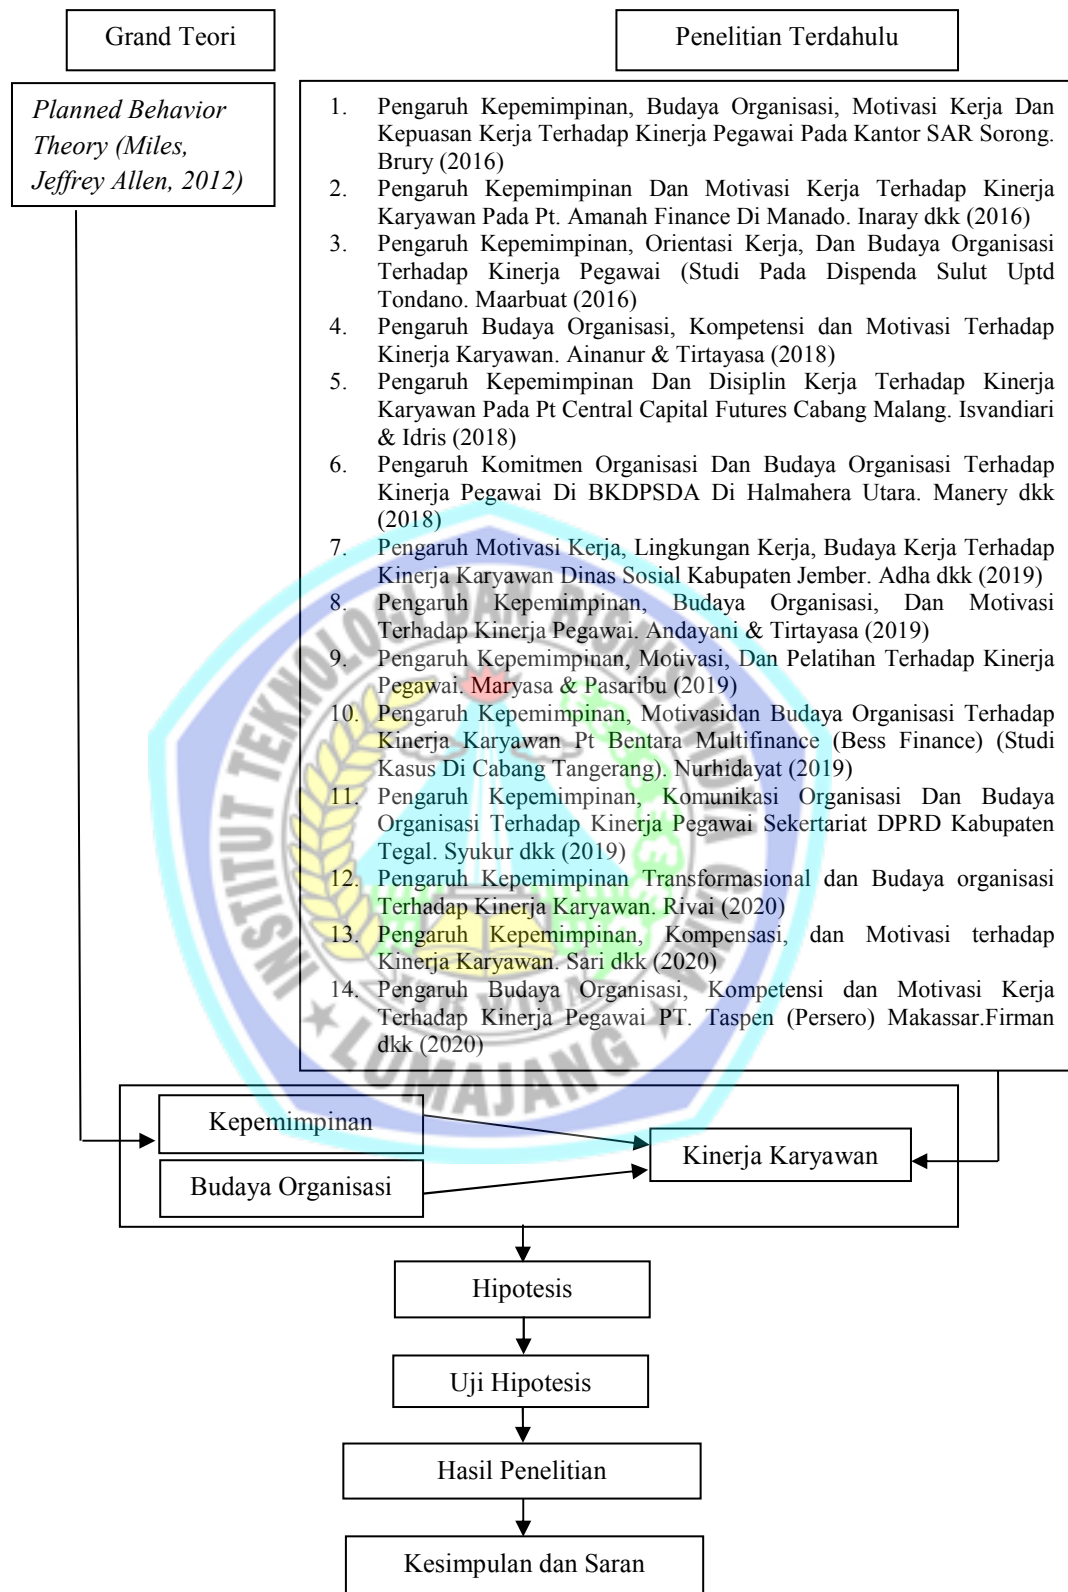 Grand Teori
Penelitian Terdahulu
Planned Behavior
Theory (Miles,
Jeffrey Allen, 2012)
1. Pengaruh Kepemimpinan, Budaya Organisasi, Motivasi Kerja Dan
Kepuasan Kerja Terhadap Kinerja Pegawai Pada Kantor SAR Sorong.
Brury (2016)
2. Pengaruh Kepemimpinan Dan Motivasi Kerja Terhadap Kinerja
Karyawan Pada Pt. Amanah Finance Di Manado. Inaray dkk (2016)
3. Pengaruh Kepemimpinan, Orientasi Kerja, Dan Budaya Organisasi
Terhadap Kinerja Pegawai (Studi Pada Dispenda Sulut Uptd
Tondano. Maarbuat (2016)
4. Pengaruh Budaya Organisasi, Kompetensi dan Motivasi Terhadap
Kinerja Karyawan. Ainanur & Tirtayasa (2018)
5. Pengaruh Kepemimpinan Dan Disiplin Kerja Terhadap Kinerja
Karyawan Pada Pt Central Capital Futures Cabang Malang. Isvandiari
& Idris (2018)
6. Pengaruh Komitmen Organisasi Dan Budaya Organisasi Terhadap
Kinerja Pegawai Di BKDPSDA Di Halmahera Utara. Manery dkk
(2018)
7. Pengaruh Motivasi Kerja, Lingkungan Kerja, Budaya Kerja Terhadap
Kinerja Karyawan Dinas Sosial Kabupaten Jember. Adha dkk (2019)
8. Pengaruh Kepemimpinan, Budaya Organisasi, Dan Motivasi
Terhadap Kinerja Pegawai. Andayani & Tirtayasa (2019)
9. Pengaruh Kepemimpinan, Motivasi, Dan Pelatihan Terhadap Kinerja
Pegawai. Maryasa & Pasaribu (2019)
10. Pengaruh Kepemimpinan, Motivasidan Budaya Organisasi Terhadap
Kinerja Karyawan Pt Bentara Multifinance (Bess Finance) (Studi
Kasus Di Cabang Tangerang). Nurhidayat (2019)
11. Pengaruh Kepemimpinan, Komunikasi Organisasi Dan Budaya
Organisasi Terhadap Kinerja Pegawai Sekertariat DPRD Kabupaten
Tegal. Syukur dkk (2019)
12. Pengaruh Kepemimpinan Transformasional dan Budaya organisasi
Terhadap Kinerja Karyawan. Rivai (2020)
13. Pengaruh Kepemimpinan, Kompensasi, dan Motivasi terhadap
Kinerja Karyawan. Sari dkk (2020)
14. Pengaruh Budaya Organisasi, Kompetensi dan Motivasi Kerja
Terhadap Kinerja Pegawai PT. Taspen (Persero) Makassar.Firman
dkk (2020)
INSTITUT TEKNOLOGI DAN BISNIS WIDYA GAMA
LUMAJANG
Kepemimpinan
Budaya Organisasi
Kinerja Karyawan
Hipotesis
Uji Hipotesis
Hasil Penelitian
Kesimpulan dan Saran